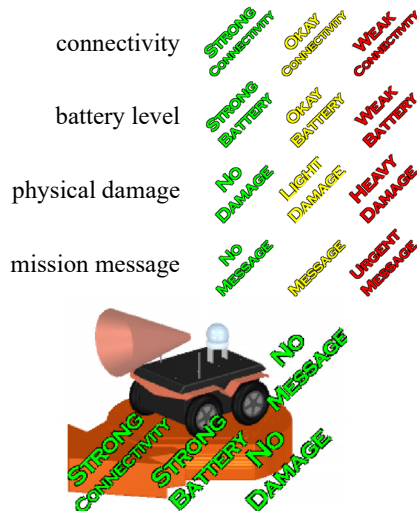 connectivity
STRONG CONNECTIVITY
OKAY CONNECTIVITY
WEAK CONNECTIVITY
battery level
STRONG BATTERY
OKAY BATTERY
WEAK BATTERY
physical damage
NO DAMAGE
LIGHT DAMAGE
HEAVY DAMAGE
mission message
NO MESSAGE
MESSAGE
URGENT MESSAGE
NO MESSAGE
STRONG CONNECTIVITY
STRONG BATTERY
NO DAMAGE